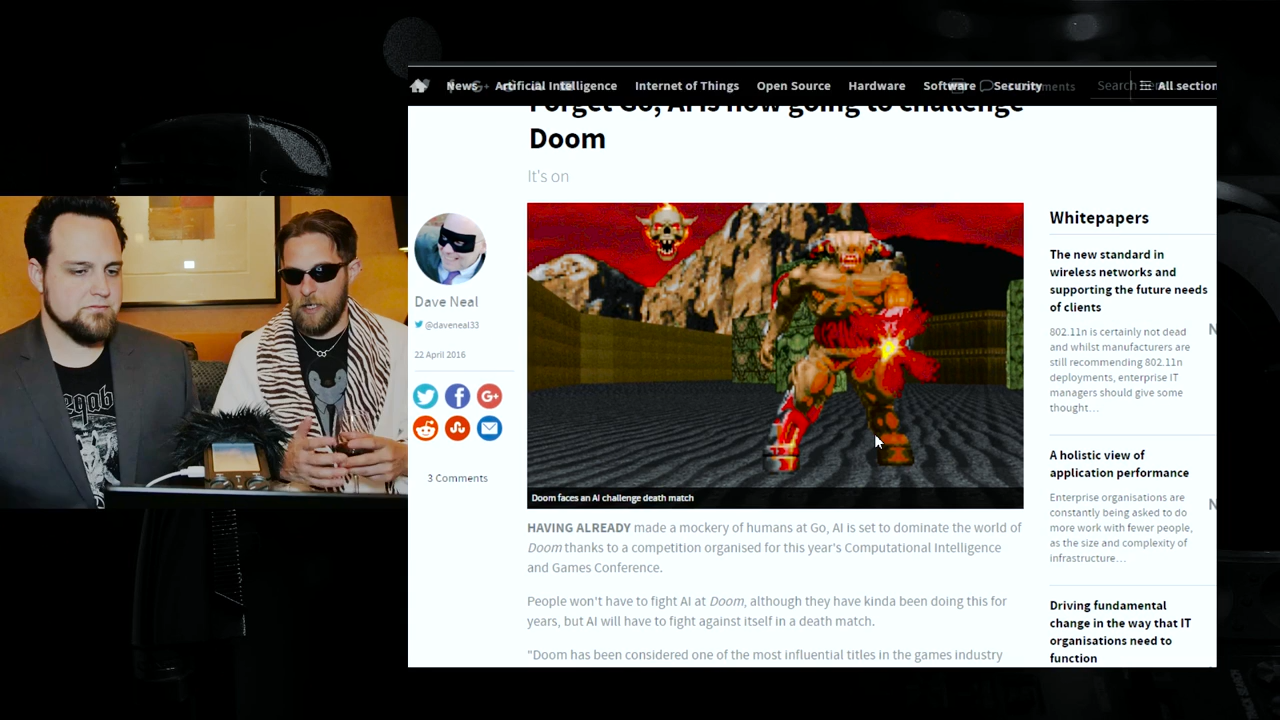 News
Artificial Intelligence
Internet of Things
Open Source
Hardware
Software
Security
Search
All section
Forget Go, AI is now going to challenge
Doom
It's on
Dave Neal
@daveneal33
22 April 2016
3 Comments
Doom faces an AI challenge death match
HAVING ALREADY made a mockery of humans at Go, AI is set to dominate the world of
Doom thanks to a competition organised for this year's Computational Intelligence
and Games Conference.
People won't have to fight AI at Doom, although they have kinda been doing this for
years, but AI will have to fight against itself in a death match.
"Doom has been considered one of the most influential titles in the games industry
Whitepapers
The new standard in
wireless networks and
supporting the future needs
of clients
802.11n is certainly not dead
and whilst manufacturers are
still recommending 802.11n
deployments, enterprise IT
managers should give some
thought…
A holistic view of
application performance
Enterprise organisations are
constantly being asked to do
more work with fewer people,
as the size and complexity of
infrastructure…
Driving fundamental
change in the way that IT
organisations need to
function